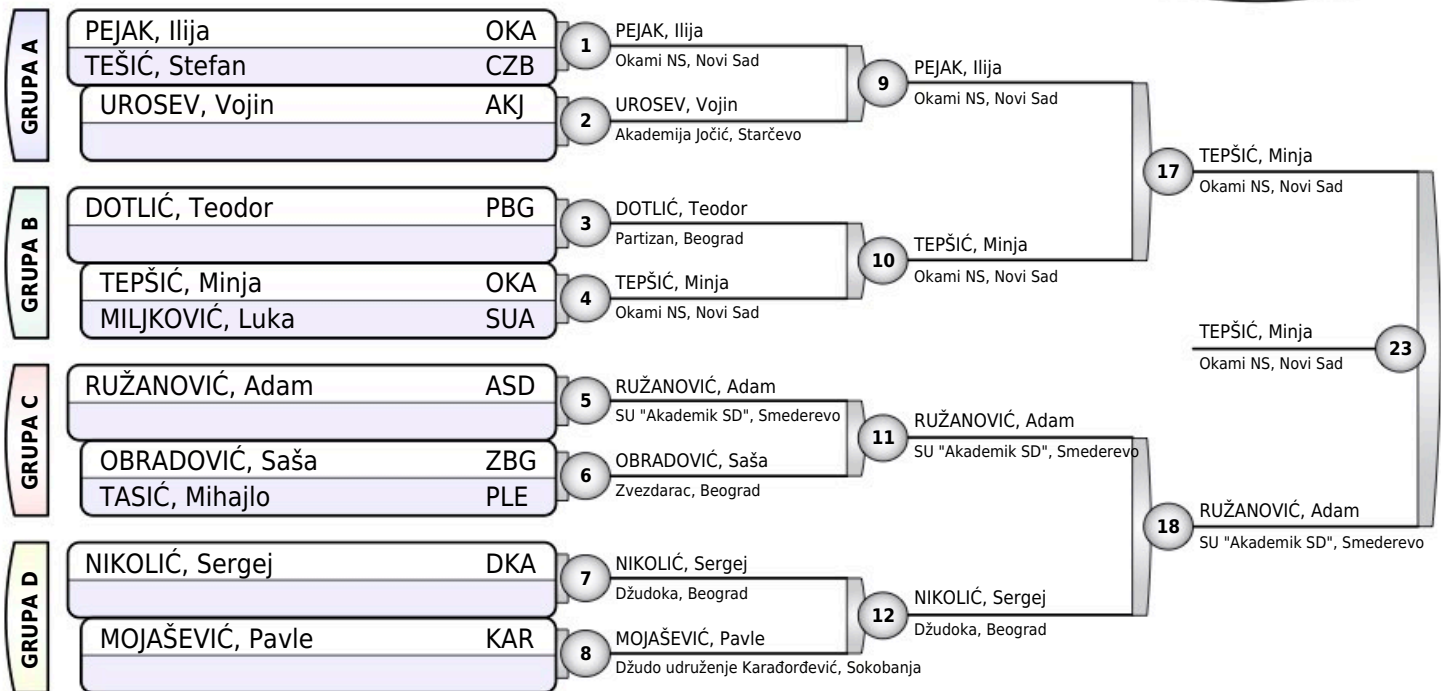 GRUPA A
PEJAK, Ilija OKA
TEŠIĆ, Stefan CZB
UROSEV, Vojin AKJ
1
PEJAK, Ilija
Okami NS, Novi Sad
2
UROSEV, Vojin
Akademija Jočić, Starčevo
9
PEJAK, Ilija
Okami NS, Novi Sad
GRUPA B
DOTLIĆ, Teodor PBG
TEPŠIĆ, Minja OKA
MILJKOVIĆ, Luka SUA
3
DOTLIĆ, Teodor
Partizan, Beograd
4
TEPŠIĆ, Minja
Okami NS, Novi Sad
10
TEPŠIĆ, Minja
Okami NS, Novi Sad
17
TEPŠIĆ, Minja
Okami NS, Novi Sad
GRUPA C
RUŽANOVIĆ, Adam ASD
OBRADOVIĆ, Saša ZBG
TASIĆ, Mihajlo PLE
5
RUŽANOVIĆ, Adam
SU "Akademik SD", Smederevo
6
OBRADOVIĆ, Saša
Zvezdarac, Beograd
11
RUŽANOVIĆ, Adam
SU "Akademik SD", Smederevo
GRUPA D
NIKOLIĆ, Sergej DKA
MOJAŠEVIĆ, Pavle KAR
7
NIKOLIĆ, Sergej
Džudoka, Beograd
8
MOJAŠEVIĆ, Pavle
Džudo udruženje Karađorđević, Sokobanja
12
NIKOLIĆ, Sergej
Džudoka, Beograd
18
RUŽANOVIĆ, Adam
SU "Akademik SD", Smederevo
TEPŠIĆ, Minja
Okami NS, Novi Sad
23